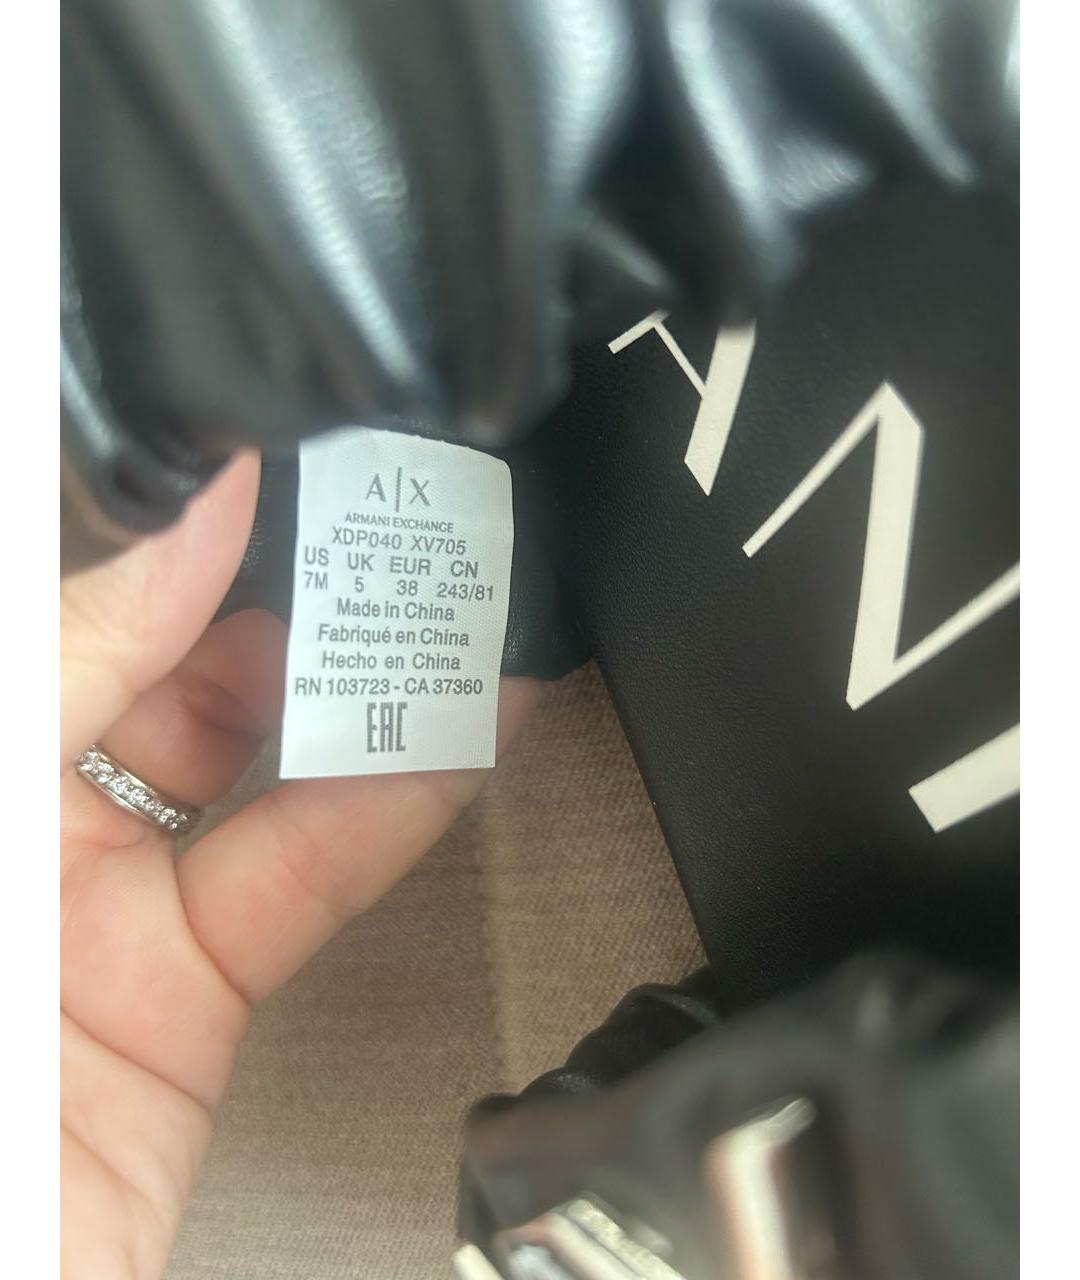 A|X
ARMANI EXCHANGE
XDP040 XV705
US UK EUR CN
7M 5 38 243/81
Made in China
Fabriqué en China
Hecho en China
RN 103723 - CA 37360
EAC